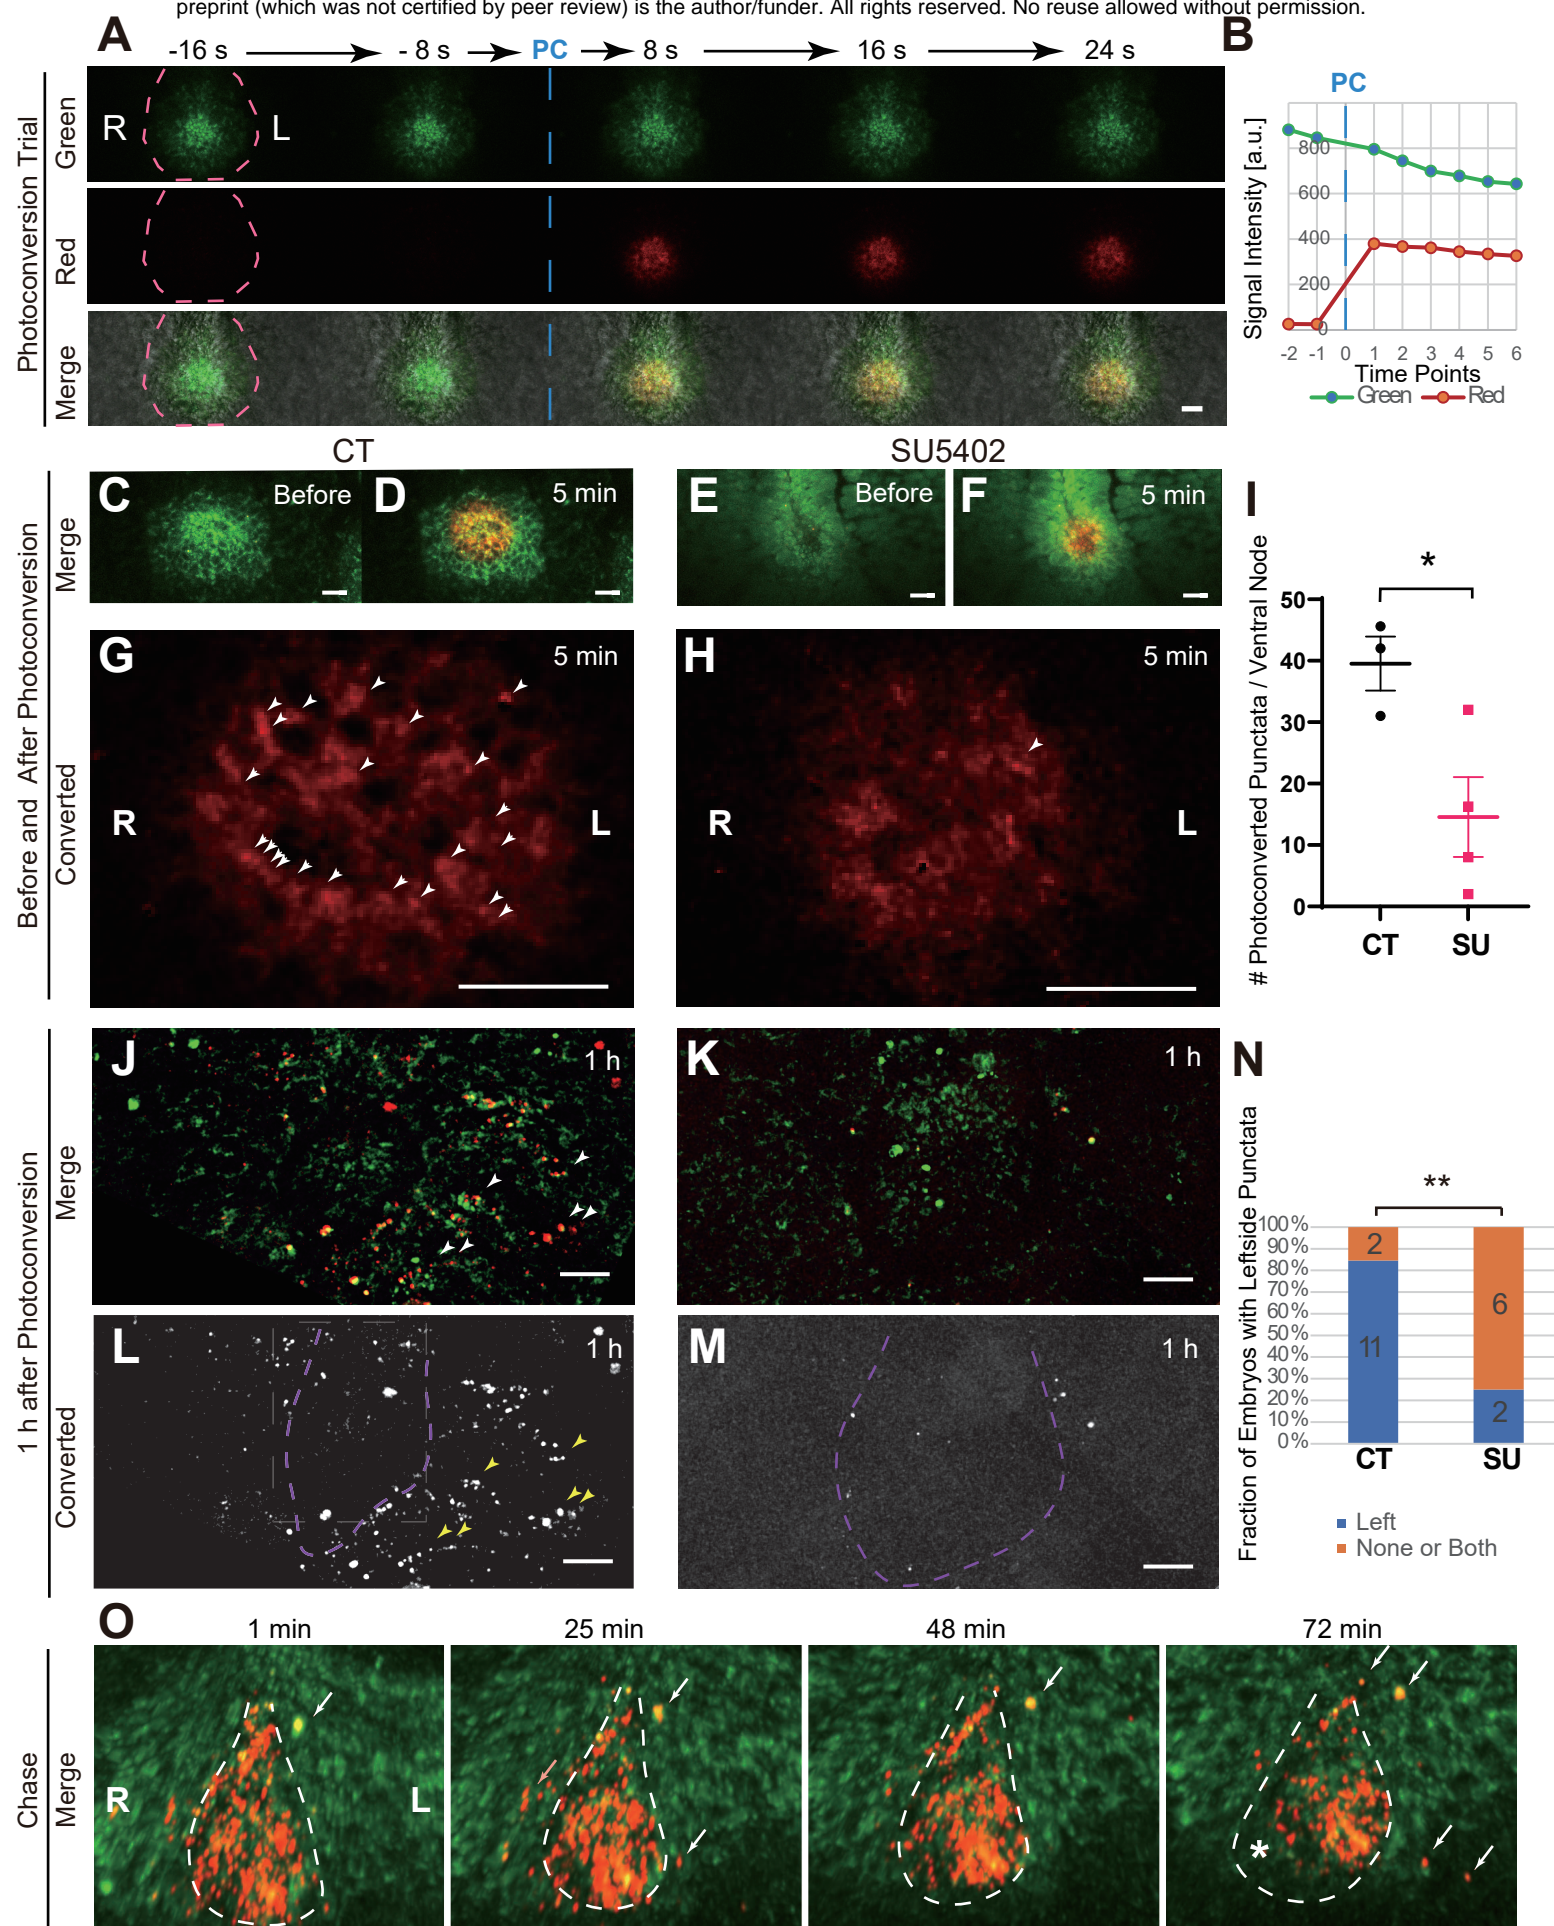 preprint (which was not certified by peer review) is the author/funder. All rights reserved. No reuse allowed without permission.
A
-16 s
- 8 s
PC
8 s
16 s
24 s
Photoconversion Trial
Green
Red
Merge
R
L
B
PC
Signal Intensity [a.u.]
800
600
400
200
0
-2 -1 0 1 2 3 4 5 6
Time Points
Green
Red
CT
SU5402
Before and After Photoconversion
Merge
Converted
C
Before
D
5 min
E
Before
F
5 min
G
5 min
R
L
H
5 min
R
L
I
# Photoconverted Punctata / Ventral Node
50
40
30
20
10
0
*
CT
SU
1 h after Photoconversion
Merge
Converted
J
1 h
K
1 h
L
1 h
M
1 h
N
Fraction of Embryos with Leftside Punctata
**
100%
90%
80%
70%
60%
50%
40%
30%
20%
10%
0%
2
11
6
2
CT
SU
Left
None or Both
O
1 min
25 min
48 min
72 min
Chase
Merge
R
L
*